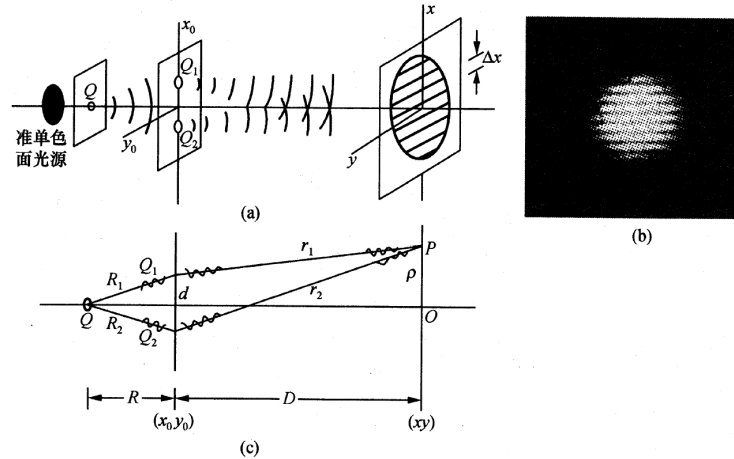 x₀
Q
Q₁
Q₂
y₀
准单色
面光源
x
Δx
y
(a)
(b)
Q₁
R₁
r₁
P
Q
d
r₂
ρ
R₂
Q₂
O
R
D
(x₀y₀)
(xy)
(c)